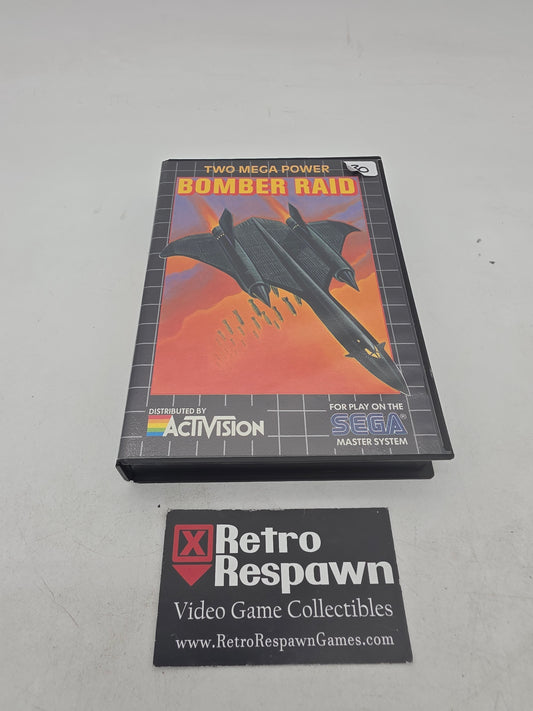 TWO MEGA POWER
30
BOMBER RAID
DISTRIBUTED BY
ACTIVISION
FOR PLAY ON THE
SEGA®
MASTER SYSTEM
X Retro
Respawn
Video Game Collectibles
www.RetroRespawnGames.com